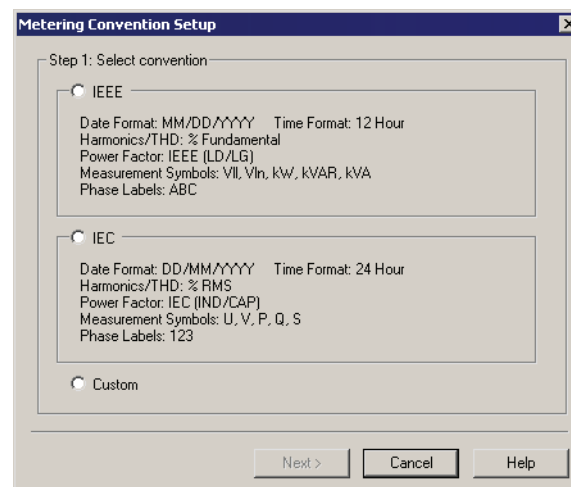 Metering Convention Setup
Step 1: Select convention
IEEE
Date Format: MM/DD/YYYY Time Format: 12 Hour
Harmonics/THD: % Fundamental
Power Factor: IEEE (LD/LG)
Measurement Symbols: Vll, Vln, kW, kVAR, kVA
Phase Labels: ABC
IEC
Date Format: DD/MM/YYYY Time Format: 24 Hour
Harmonics/THD: % RMS
Power Factor: IEC (IND/CAP)
Measurement Symbols: U, V, P, Q, S
Phase Labels: 123
Custom
Next > Cancel Help